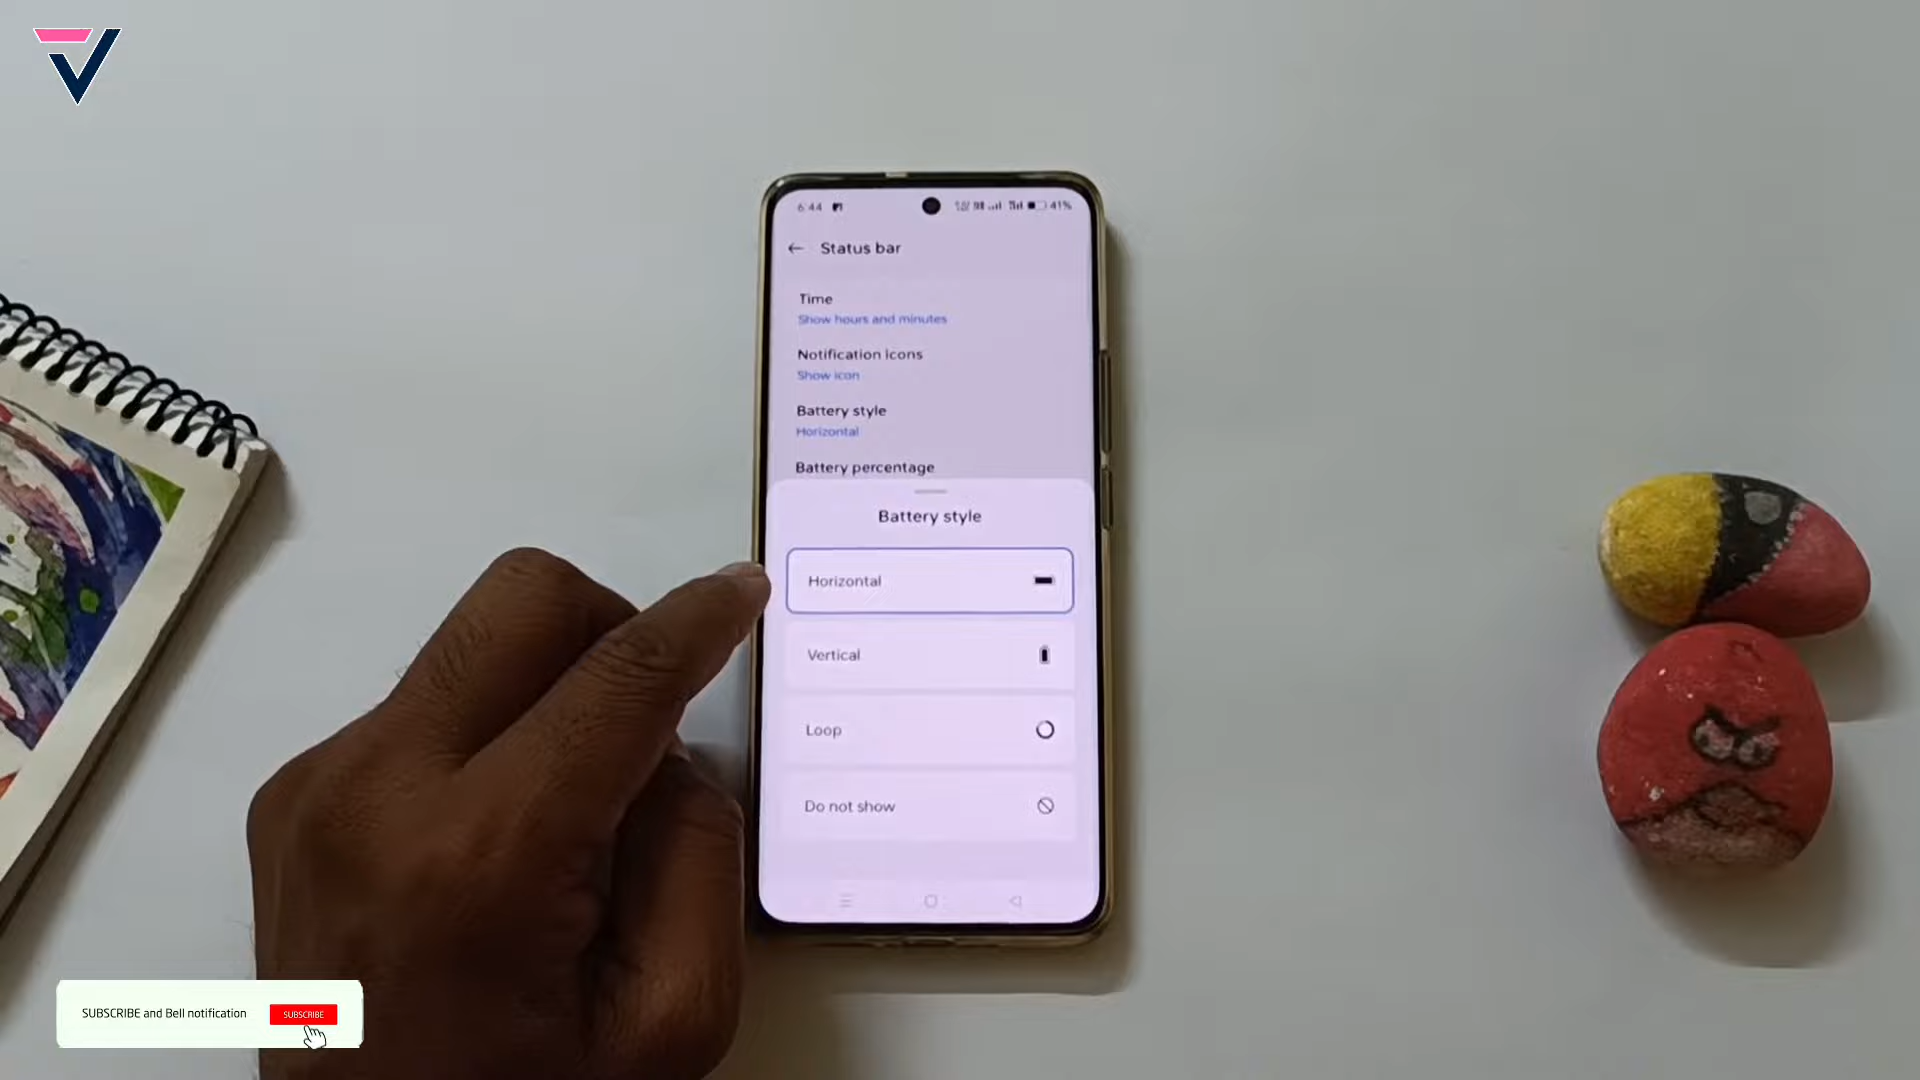 6:44
41%
Status bar
Time
Show hours and minutes
Notification icons
Show icon
Battery style
Horizontal
Battery percentage
Battery style
Horizontal
Vertical
Loop
Do not show
SUBSCRIBE and Bell notification
SUBSCRIBE